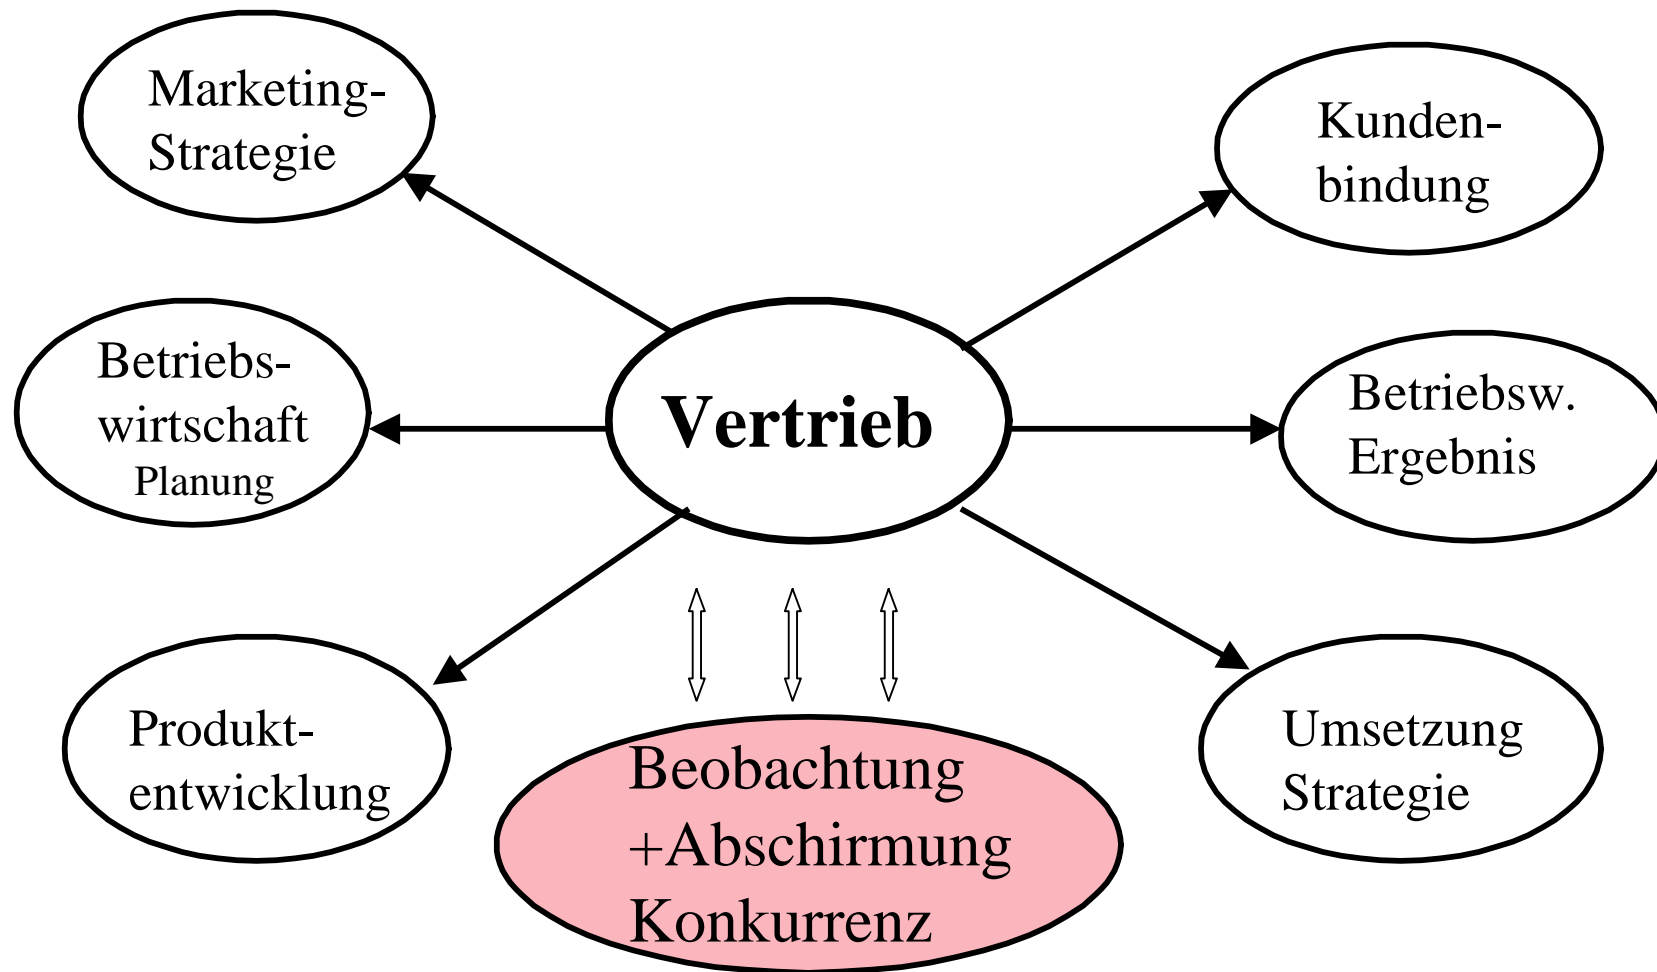 Marketing-
Strategie
Kunden-
bindung
Betriebs-
wirtschaft
Planung
Vertrieb
Betriebsw.
Ergebnis
Produkt-
entwicklung
Beobachtung
+Abschirmung
Konkurrenz
Umsetzung
Strategie